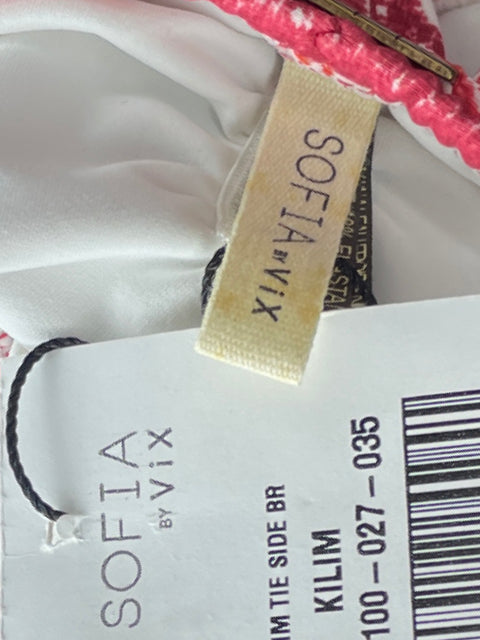 SOFIA BY ViX
SOFIA
BY ViX
IM TIE SIDE BR
KILIM
100-027-035